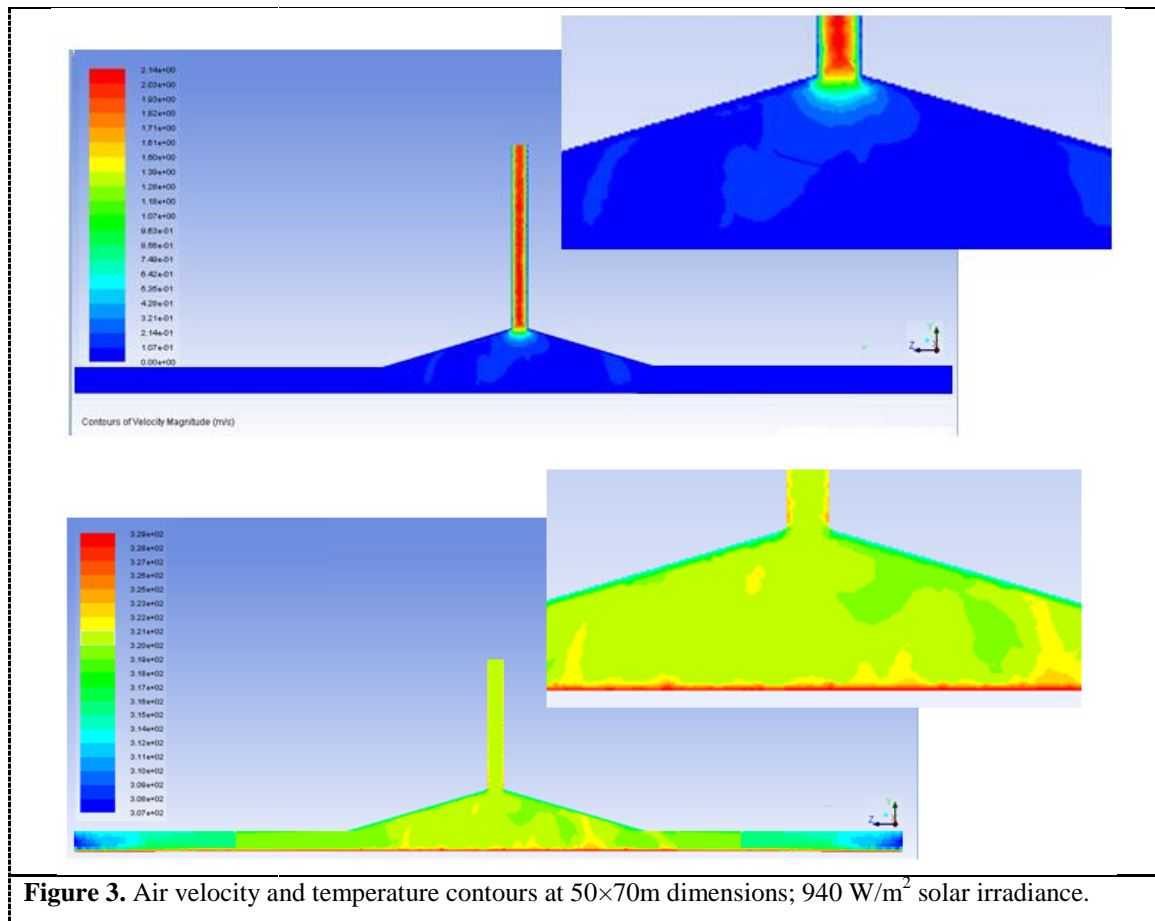 2.14e+00
2.03e+00
1.93e+00
1.82e+00
1.71e+00
1.61e+00
1.50e+00
1.39e+00
1.28e+00
1.18e+00
1.07e+00
9.63e-01
8.56e-01
7.49e-01
6.42e-01
5.35e-01
4.28e-01
3.21e-01
2.14e-01
1.07e-01
0.00e+00
Y
Z
X
Contours of Velocity Magnitude (m/s)
3.29e+02
3.28e+02
3.27e+02
3.26e+02
3.25e+02
3.23e+02
3.22e+02
3.21e+02
3.20e+02
3.19e+02
3.18e+02
3.17e+02
3.16e+02
3.15e+02
3.14e+02
3.12e+02
3.11e+02
3.10e+02
3.09e+02
3.08e+02
3.07e+02
Y
Z
X
Figure 3. Air velocity and temperature contours at 50×70m dimensions; 940 W/m² solar irradiance.